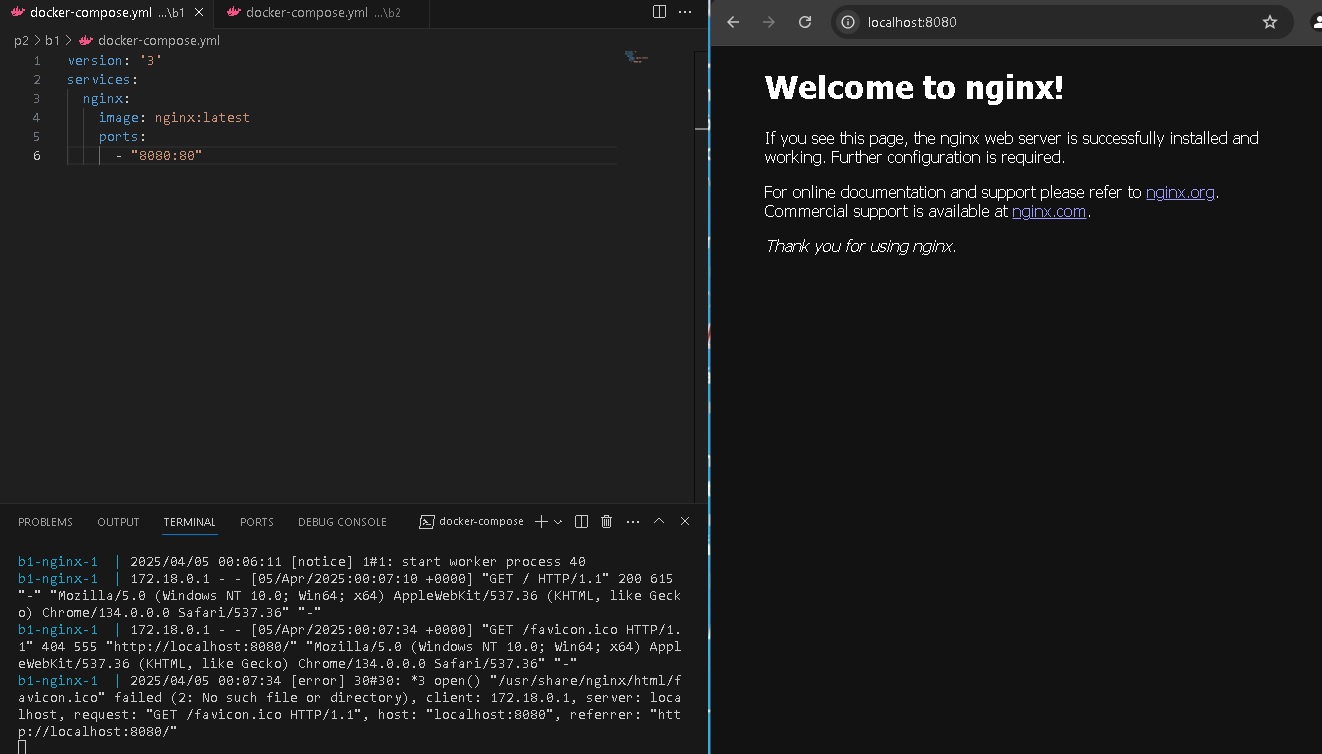 docker-compose.yml ...\b1
docker-compose.yml ...\b2
p2 > b1 > docker-compose.yml
1 version: '3'
2 services:
3 nginx:
4 image: nginx:latest
5 ports:
6 - "8080:80"
PROBLEMS OUTPUT TERMINAL PORTS DEBUG CONSOLE docker-compose
b1-nginx-1 | 2025/04/05 00:06:11 [notice] 1#1: start worker process 40
b1-nginx-1 | 172.18.0.1 - - [05/Apr/2025:00:07:10 +0000] "GET / HTTP/1.1" 200 615
"-" "Mozilla/5.0 (Windows NT 10.0; Win64; x64) AppleWebKit/537.36 (KHTML, like Geck
o) Chrome/134.0.0.0 Safari/537.36" "-"
b1-nginx-1 | 172.18.0.1 - - [05/Apr/2025:00:07:34 +0000] "GET /favicon.ico HTTP/1.
1" 404 555 "http://localhost:8080/" "Mozilla/5.0 (Windows NT 10.0; Win64; x64) Appl
eWebKit/537.36 (KHTML, like Gecko) Chrome/134.0.0.0 Safari/537.36" "-"
b1-nginx-1 | 2025/04/05 00:07:34 [error] 30#30: *3 open() "/usr/share/nginx/html/f
avicon.ico" failed (2: No such file or directory), client: 172.18.0.1, server: loca
lhost, request: "GET /favicon.ico HTTP/1.1", host: "localhost:8080", referrer: "htt
p://localhost:8080/"
localhost:8080
Welcome to nginx!
If you see this page, the nginx web server is successfully installed and
working. Further configuration is required.
For online documentation and support please refer to nginx.org.
Commercial support is available at nginx.com.
Thank you for using nginx.